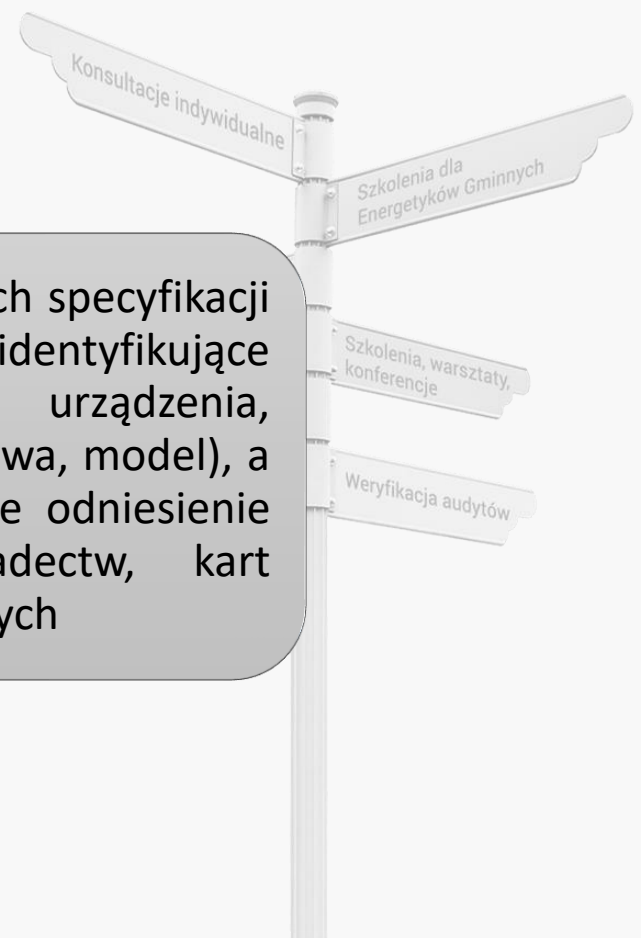 Konsultacje indywidualne
Szkolenia dla
Energetyków Gminnych
ch specyfikacji
identyfikujące
urządzenia,
wa, model), a
e odniesienie
adectw, kart
ych
Szkolenia, warsztaty,
konferencje
Weryfikacja audytów